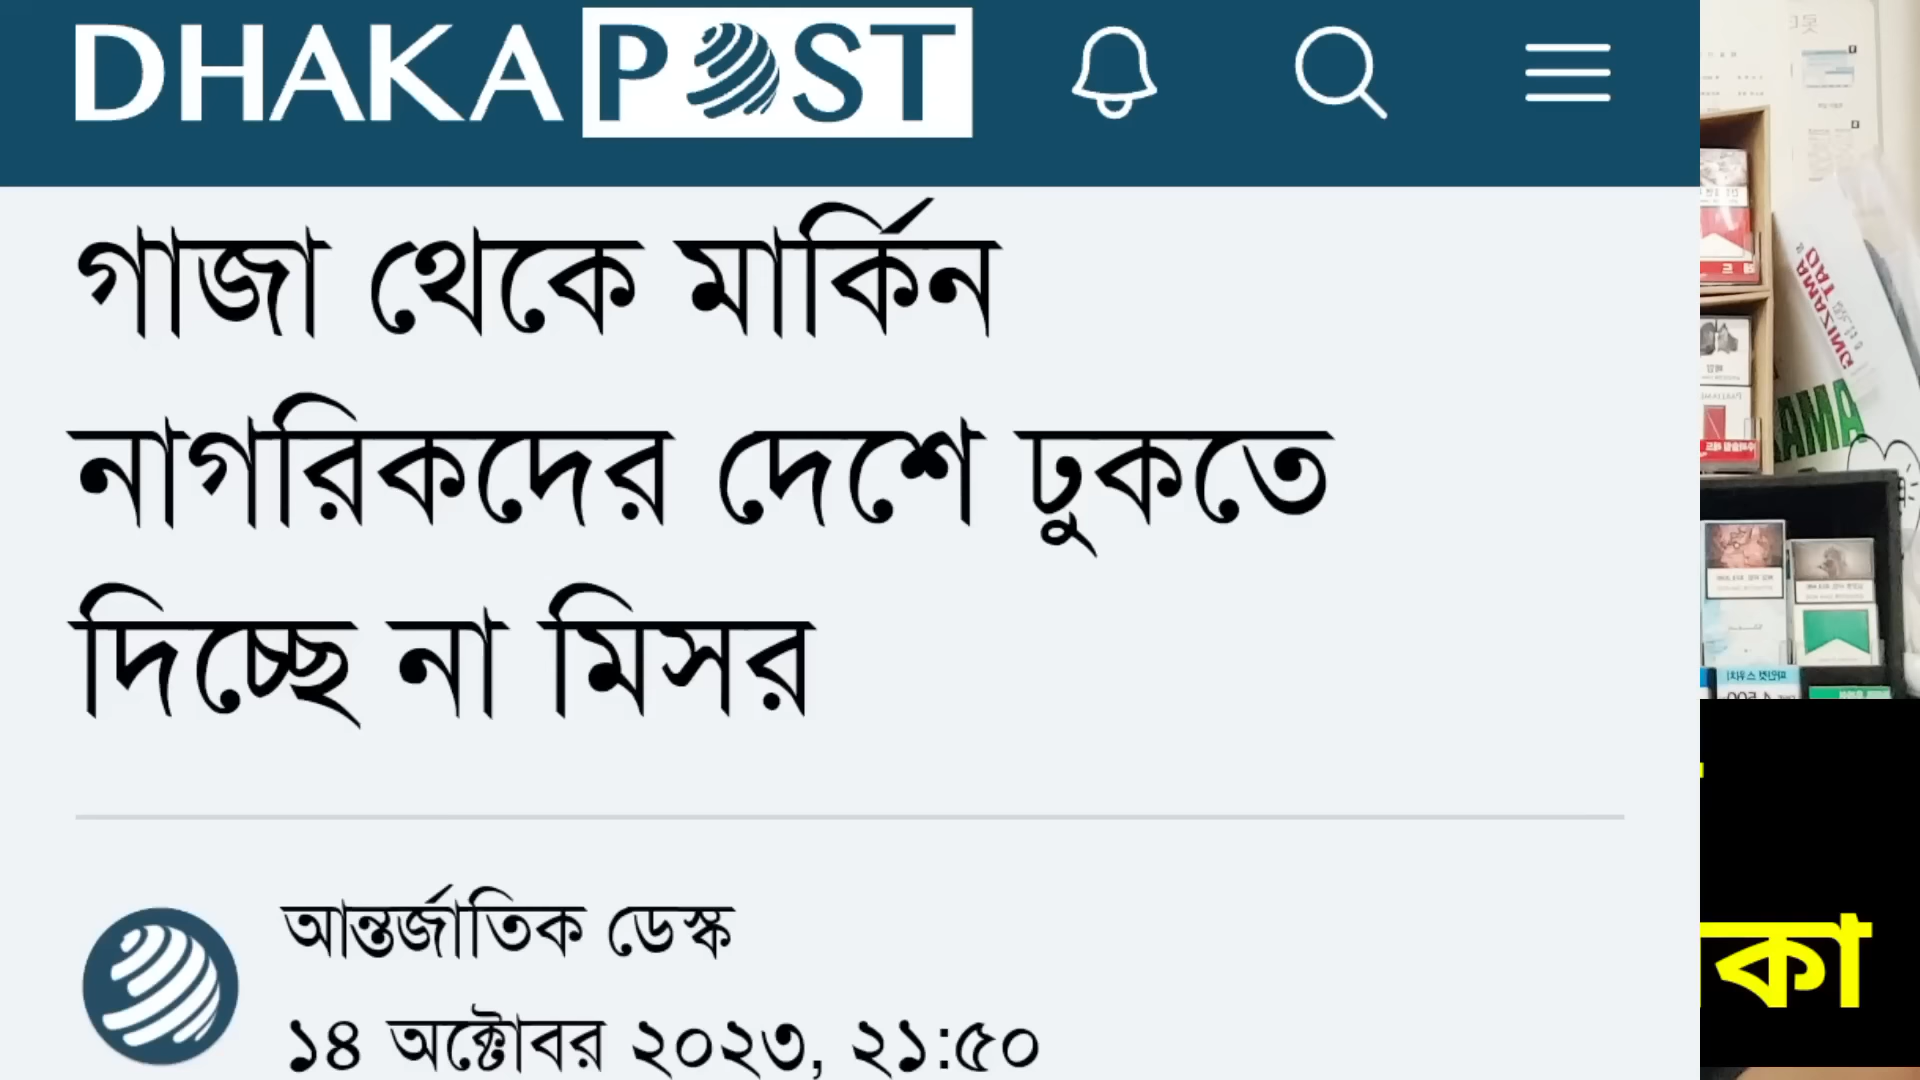 DHAKA POST
গাজা থেকে মার্কিন
নাগরিকদের দেশে ঢুকতে
দিচ্ছে না মিসর
আন্তর্জাতিক ডেস্ক
১৪ অক্টোবর ২০২৩, ২১:৫০
কা